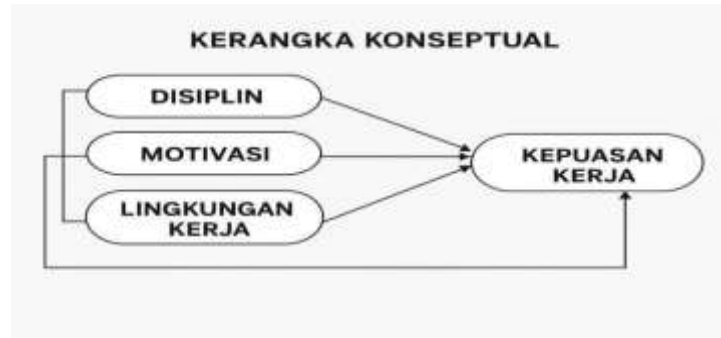 KERANGKA KONSEPTUAL
DISIPLIN
MOTIVASI
LINGKUNGAN
KERJA
KEPUASAN
KERJA